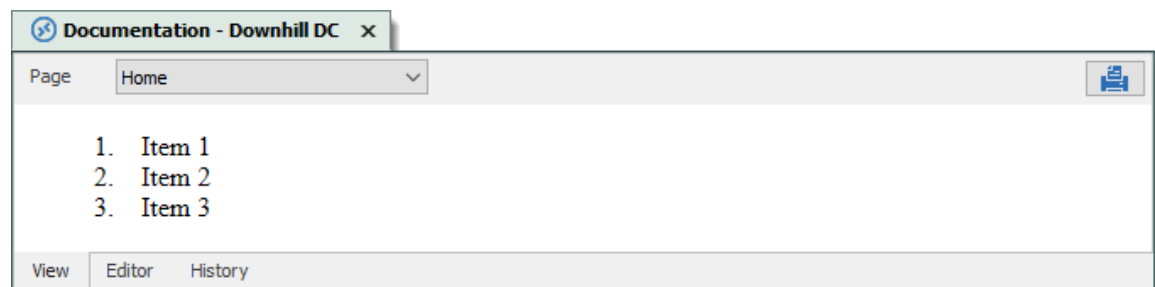 Documentation - Downhill DC x
Page Home
1. Item 1
2. Item 2
3. Item 3
View Editor History